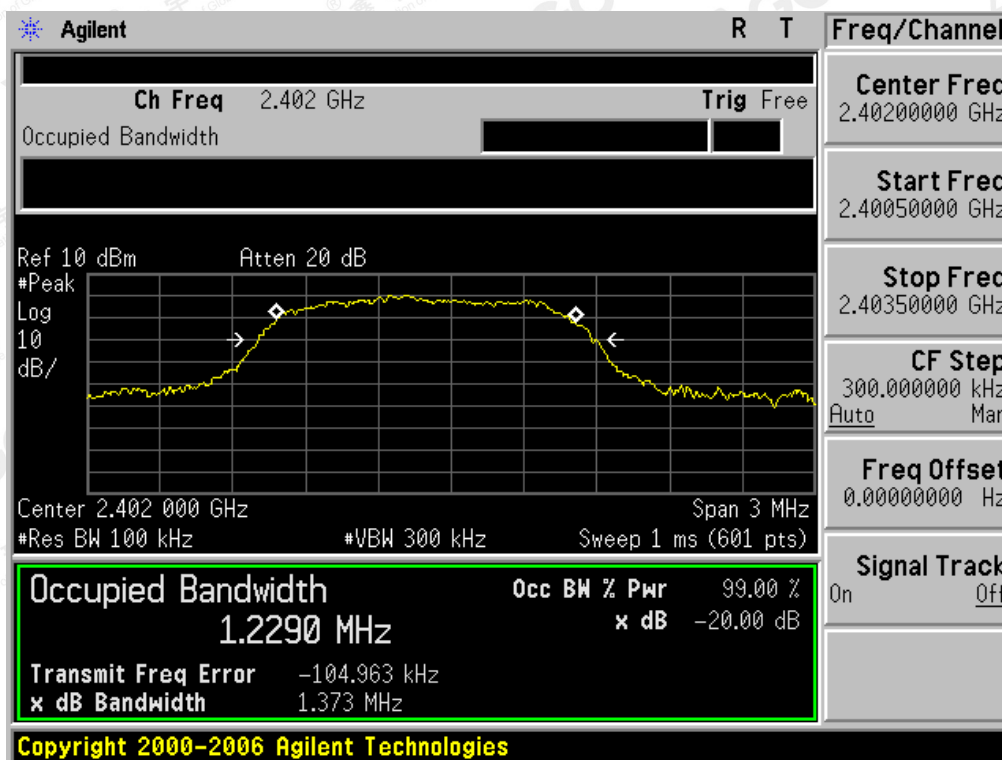 Agilent R T Freq/Channel
Ch Freq 2.402 GHz Trig Free
Occupied Bandwidth
Center Freq
2.40200000 GHz
Start Freq
2.40050000 GHz
Stop Freq
2.40350000 GHz
CF Step
300.000000 kHz
Auto Man
Freq Offset
0.00000000 Hz
Signal Track
On Off
Ref 10 dBm Atten 20 dB
#Peak
Log
10
dB/
Center 2.402 000 GHz Span 3 MHz
#Res BW 100 kHz #VBW 300 kHz Sweep 1 ms (601 pts)
Occupied Bandwidth Occ BW % Pwr 99.00 %
1.2290 MHz x dB -20.00 dB
Transmit Freq Error -104.963 kHz
x dB Bandwidth 1.373 MHz
Copyright 2000-2006 Agilent Technologies